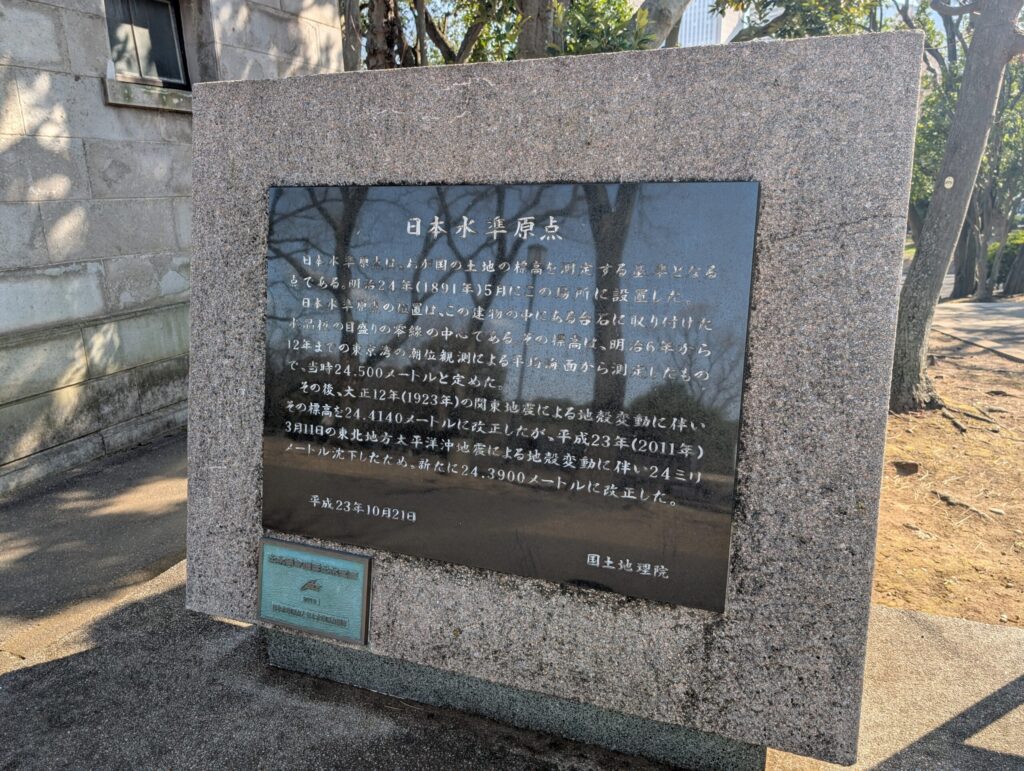 日本水準原点
日本水準原点は、わが国の土地の標高を測定する基準となる
点である。明治24年(1891年)5月にこの場所に設置した。
日本水準原点の位置は、この建物の中にある台石に取り付けた
水晶板の目盛りの零線の中心である。その標高は、明治6年から
12年までの東京湾の潮位観測による平均海面から測定したもの
で、当時24.500メートルと定めた。
その後、大正12年(1923年)の関東地震による地殻変動に伴い
その標高を24.4140メートルに改正したが、平成23年(2011年)
3月11日の東北地方太平洋沖地震による地殻変動に伴い24ミリ
メートル沈下したため、新たに24.3900メートルに改正した。
平成23年10月21日
国土地理院